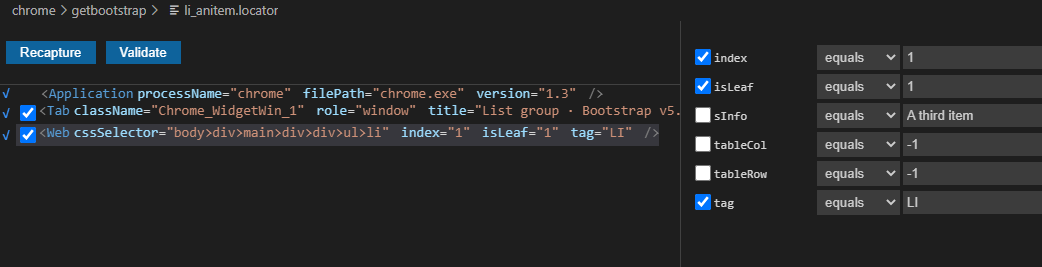 chrome > getbootstrap > li_anitem.locator
Recapture Validate
<Application processName="chrome" filePath="chrome.exe" version="1.3" />
<Tab className="Chrome_WidgetWin_1" role="window" title="List group · Bootstrap v5.
<Web cssSelector="body>div>main>div>div>ul>li" index="1" isLeaf="1" tag="LI" />
index equals 1
isLeaf equals 1
sInfo equals A third item
tableCol equals -1
tableRow equals -1
tag equals LI